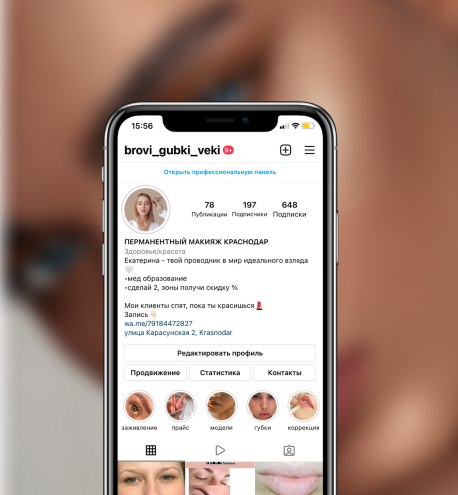 15:56
brovi_gubki_veki 9+
Открыть профессиональную панель
78 197 648
Публикации Подписчики Подписки
ПЕРМАНЕНТНЫЙ МАКИЯЖ КРАСНОДАР
Здоровье/красота
Екатерина - твой проводник в мир идеального взгляда
🤍
-мед образование
-сделай 2, зоны получи скидку %
Мои клиенты спят, пока ты красишься💄
Запись👇🏻
wa.me/79184472827
улица Карасунская 2, Krasnodar
Редактировать профиль
Продвижение Статистика Контакты
заживление прайс модели губки коррекция